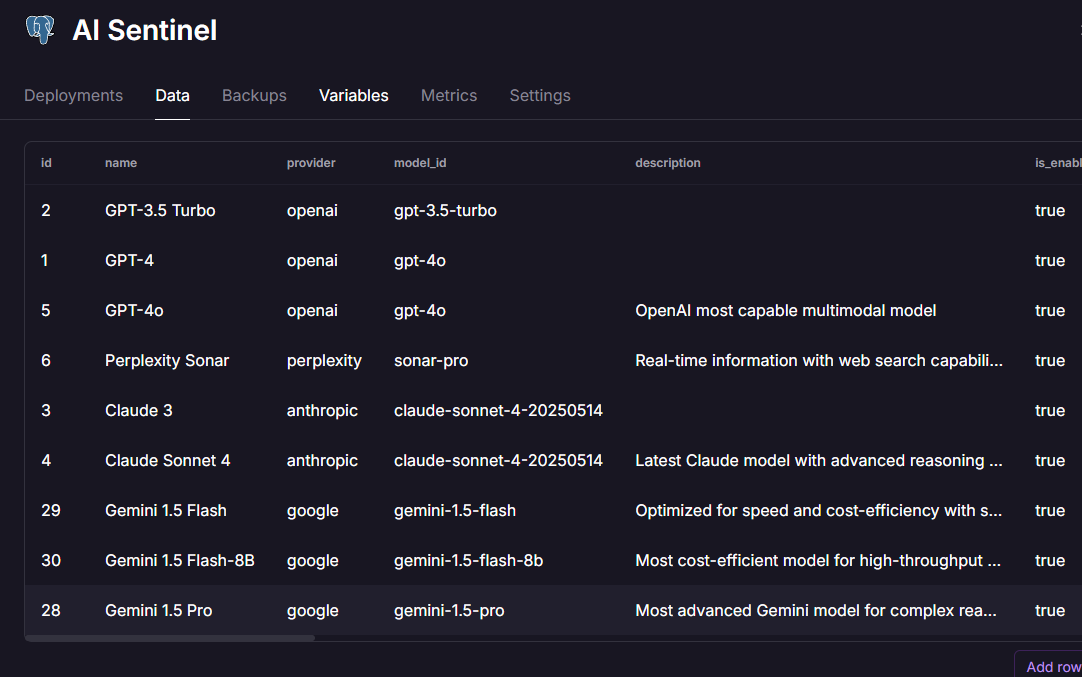 AI Sentinel
Deployments Data Backups Variables Metrics Settings
id name provider model_id description is_enabl
2 GPT-3.5 Turbo openai gpt-3.5-turbo true
1 GPT-4 openai gpt-4o true
5 GPT-4o openai gpt-4o OpenAI most capable multimodal model true
6 Perplexity Sonar perplexity sonar-pro Real-time information with web search capabili... true
3 Claude 3 anthropic claude-sonnet-4-20250514 true
4 Claude Sonnet 4 anthropic claude-sonnet-4-20250514 Latest Claude model with advanced reasoning ... true
29 Gemini 1.5 Flash google gemini-1.5-flash Optimized for speed and cost-efficiency with s... true
30 Gemini 1.5 Flash-8B google gemini-1.5-flash-8b Most cost-efficient model for high-throughput ... true
28 Gemini 1.5 Pro google gemini-1.5-pro Most advanced Gemini model for complex rea... true
Add row